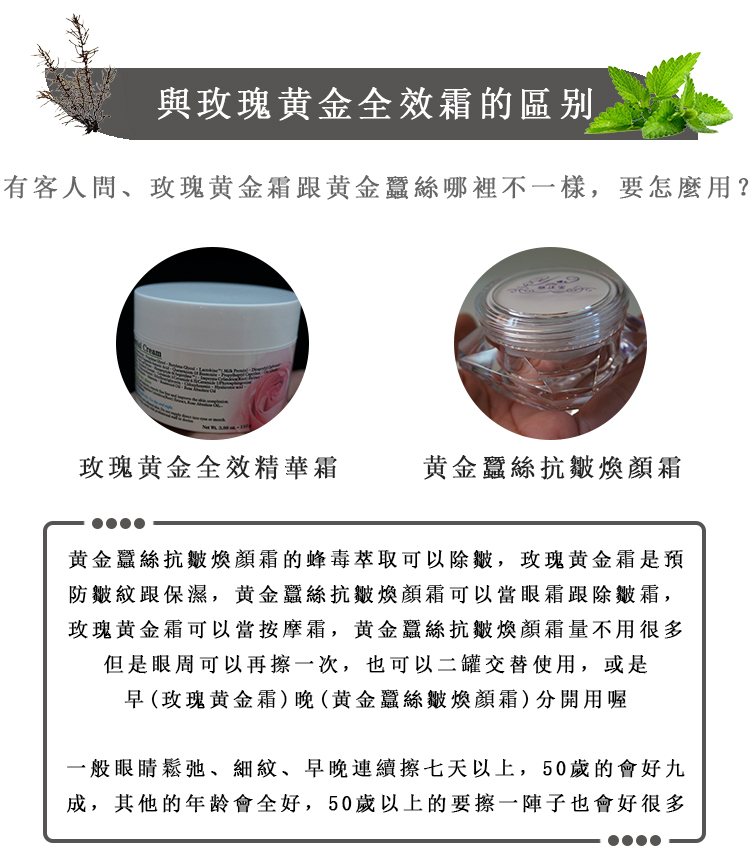 與玫瑰黃金全效霜的區别
有客人問、玫瑰黃金霜跟黃金蠶絲哪裡不一樣，要怎麼用?
玫瑰黃金全效精華霜
黃金蠶絲抗皺煥顏霜
黃金蠶絲抗皺煥顏霜的蜂毒萃取可以除皺，玫瑰黃金霜是預
防皺紋跟保濕，黃金蠶絲抗皺煥顏霜可以當眼霜跟除皺霜，
玫瑰黃金霜可以當按摩霜，黃金蠶絲抗皺煥顏霜量不用很多
但是眼周可以再擦一次，也可以二罐交替使用，或是
早(玫瑰黃金霜)晚(黃金蠶絲皺煥顏霜)分開用喔
一般眼睛鬆弛、細紋、早晚連續擦七天以上，50歲的會好九
成，其他的年龄會全好，50歲以上的要擦一陣子也會好很多